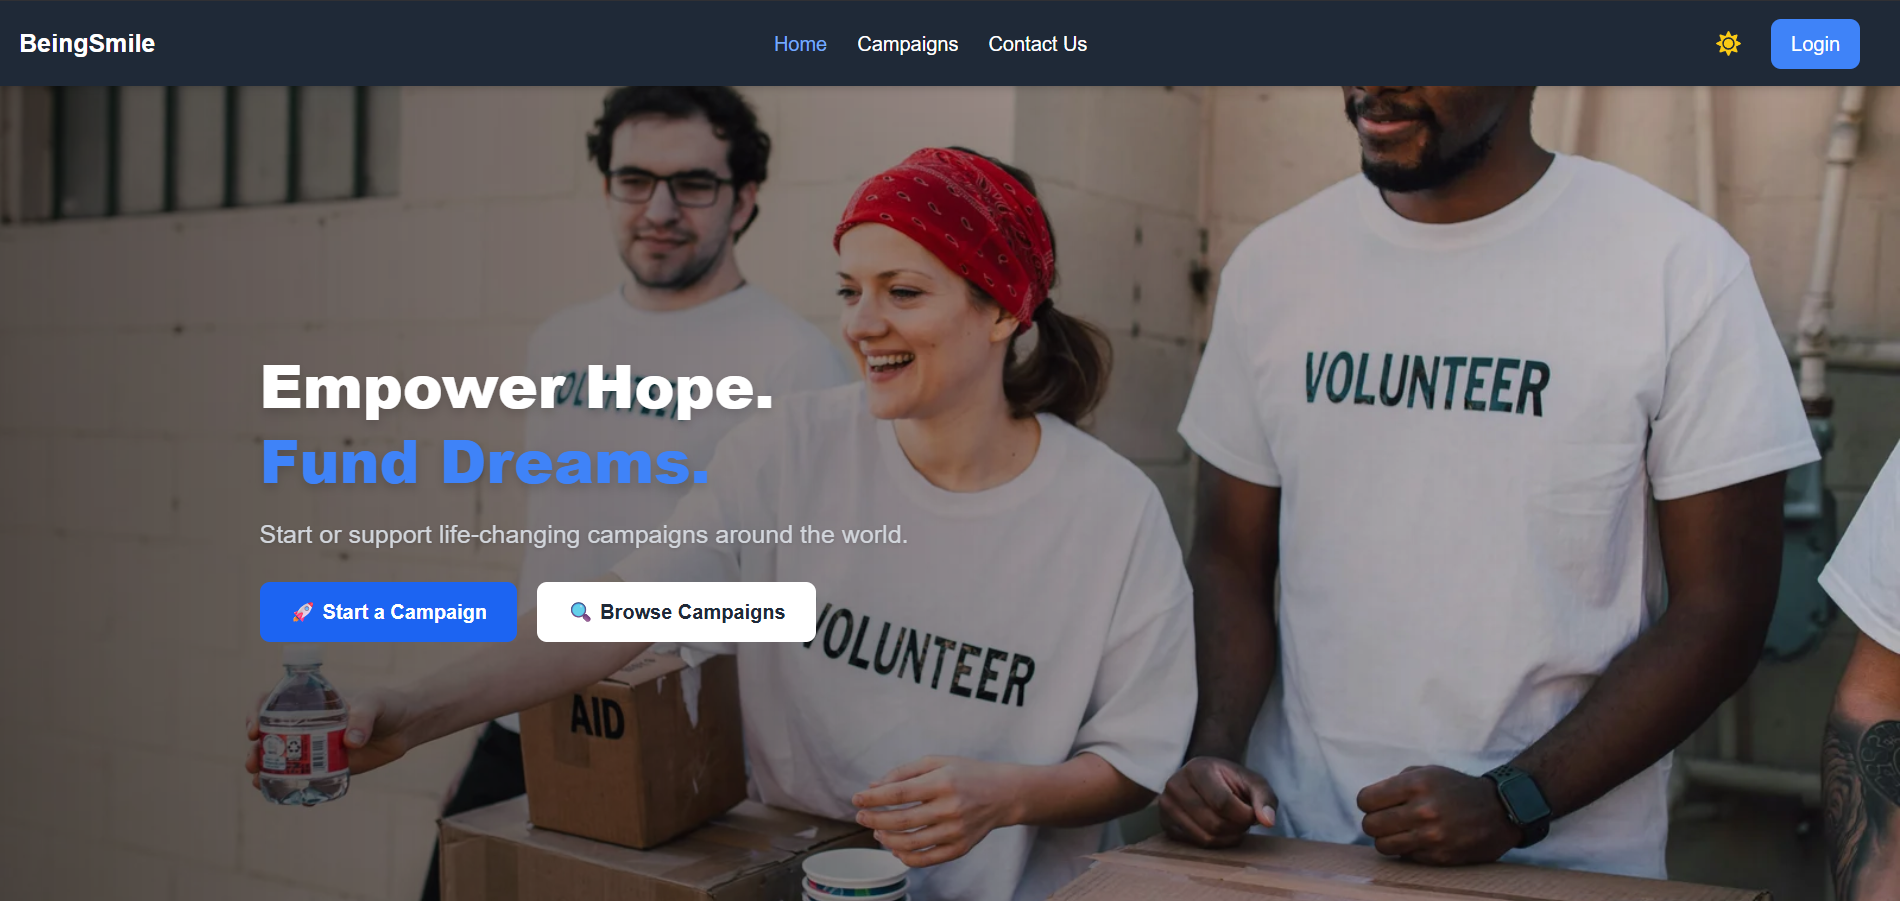 BeingSmile
Home Campaigns Contact Us
Login
VOLUNTEER
Empower Hope.
Fund Dreams.
Start or support life-changing campaigns around the world.
🚀 Start a Campaign
🔍 Browse Campaigns
VOLUNTEER
AID